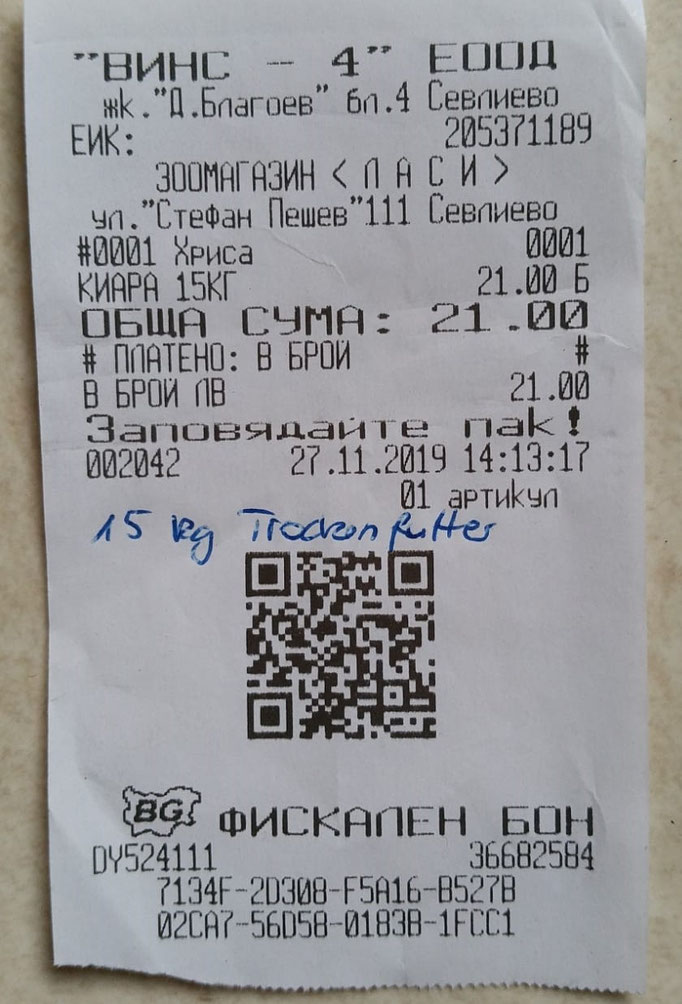 "ВИНС - 4" ЕООД
жк."Д.Благоев" бл.4 Севлиево
ЕИК: 205371189
ЗООМАГАЗИН < Л А С И >
ул."Стефан Пешев"111 Севлиево
#0001 Хриса 0001
КИАРА 15КГ 21.00 Б
ОБЩА СУМА: 21.00
# ПЛАТЕНО: В БРОЙ #
В БРОЙ ЛВ 21.00
Заповядайте пак!
002042 27.11.2019 14:13:17
01 артикул
15 kg Trockenfutter
BG ФИСКАЛЕН БОН
DY524111 36682584
7134F-2D308-F5A16-B527B
02CA7-56D58-0183B-1FCC1